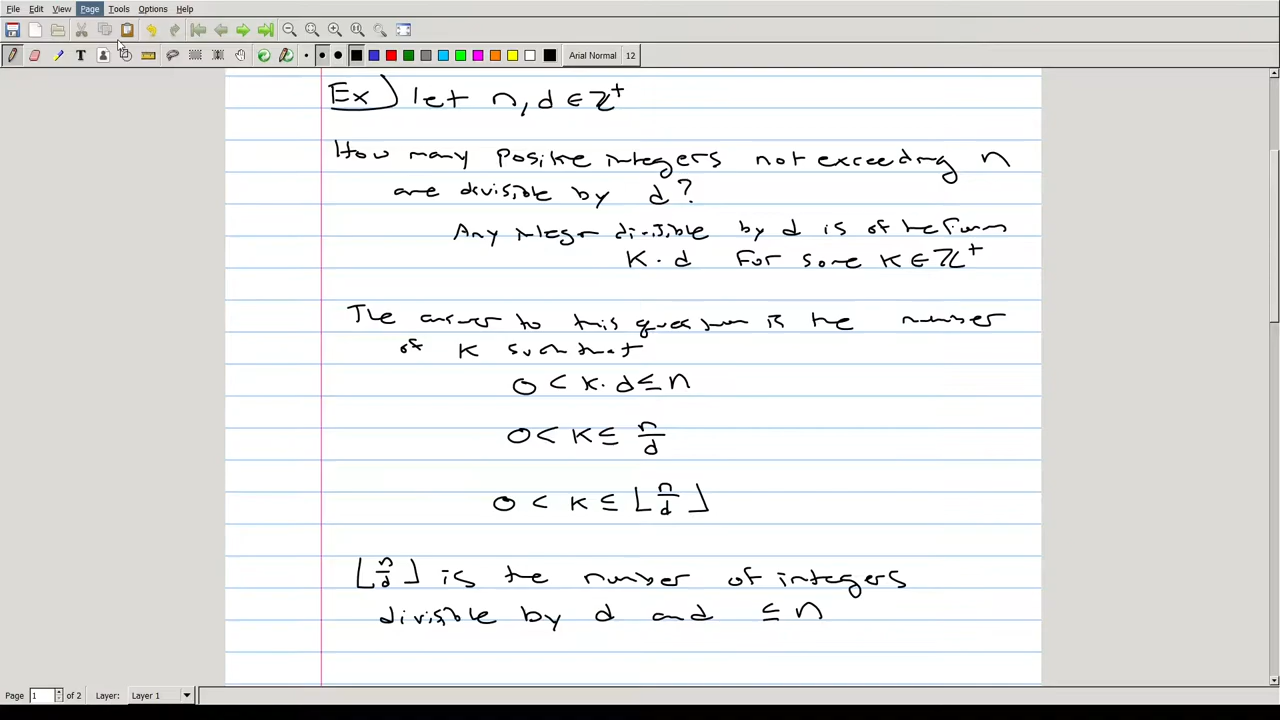 File Edit View Page Tools Options Help
Arial Normal 12
Ex) let n, d ∈ ℤ⁺
How many positive integers not exceeding n
are divisible by d?
Any integer divisible by d is of the form
K · d for some K ∈ ℤ⁺
The answer to this question is the number
of K such that
0 < K · d ≤ n
0 < K ≤ n/d
0 < K ≤ ⌊n/d⌋
⌊n/d⌋ is the number of integers
divisible by d and ≤ n
Page 1 of 2 Layer: Layer 1